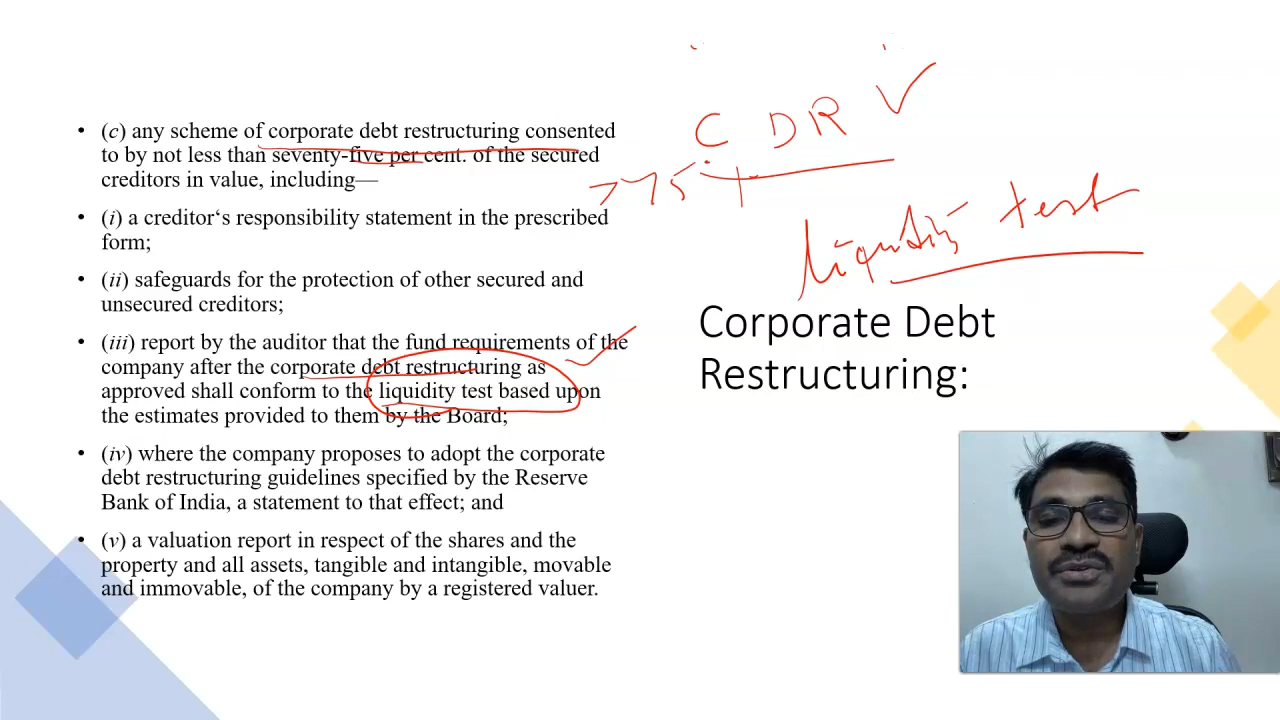 • (c) any scheme of corporate debt restructuring consented
to by not less than seventy-five per cent. of the secured
creditors in value, including—
• (i) a creditor‘s responsibility statement in the prescribed
form;
• (ii) safeguards for the protection of other secured and
unsecured creditors;
• (iii) report by the auditor that the fund requirements of the
company after the corporate debt restructuring as
approved shall conform to the liquidity test based upon
the estimates provided to them by the Board;
• (iv) where the company proposes to adopt the corporate
debt restructuring guidelines specified by the Reserve
Bank of India, a statement to that effect; and
• (v) a valuation report in respect of the shares and the
property and all assets, tangible and intangible, movable
and immovable, of the company by a registered valuer.
C DR
>75
liquidity test
Corporate Debt
Restructuring: